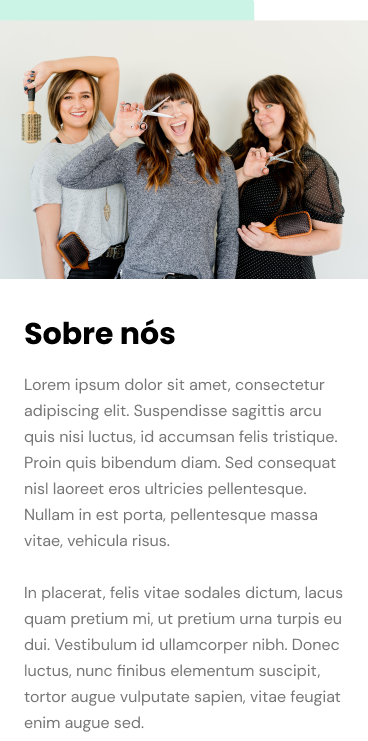 Sobre nós
Lorem ipsum dolor sit amet, consectetur
adipiscing elit. Suspendisse sagittis arcu
quis nisi luctus, id accumsan felis tristique.
Proin quis bibendum diam. Sed consequat
nisl laoreet eros ultricies pellentesque.
Nullam in est porta, pellentesque massa
vitae, vehicula risus.
In placerat, felis vitae sodales dictum, lacus
quam pretium mi, ut pretium urna turpis eu
dui. Vestibulum id ullamcorper nibh. Donec
luctus, nunc finibus elementum suscipit,
tortor augue vulputate sapien, vitae feugiat
enim augue sed.